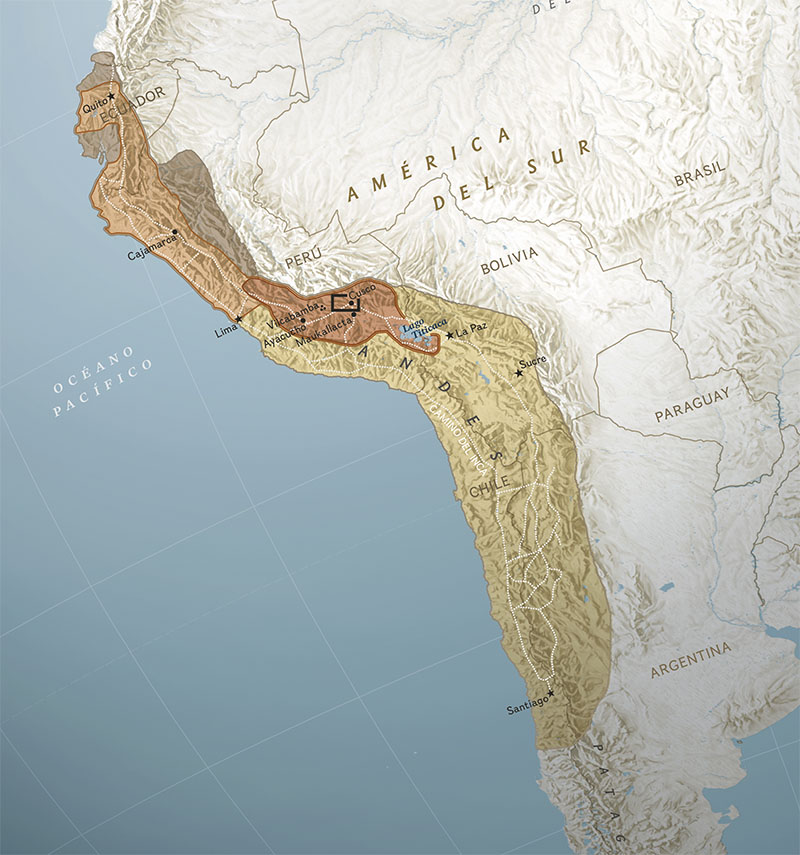 DEL
Quito
ECUADOR
AMÉRICA
DEL SUR
BRASIL
Cajamarca
PERÚ
BOLIVIA
Cusco
Vilcabamba
Lima
Ayacucho
Maukallacta
Lago
Titicaca
La Paz
Sucre
OCÉANO
PACÍFICO
ANDES
PARAGUAY
CAMINO DEL INCA
CHILE
ARGENTINA
Santiago
PATAG